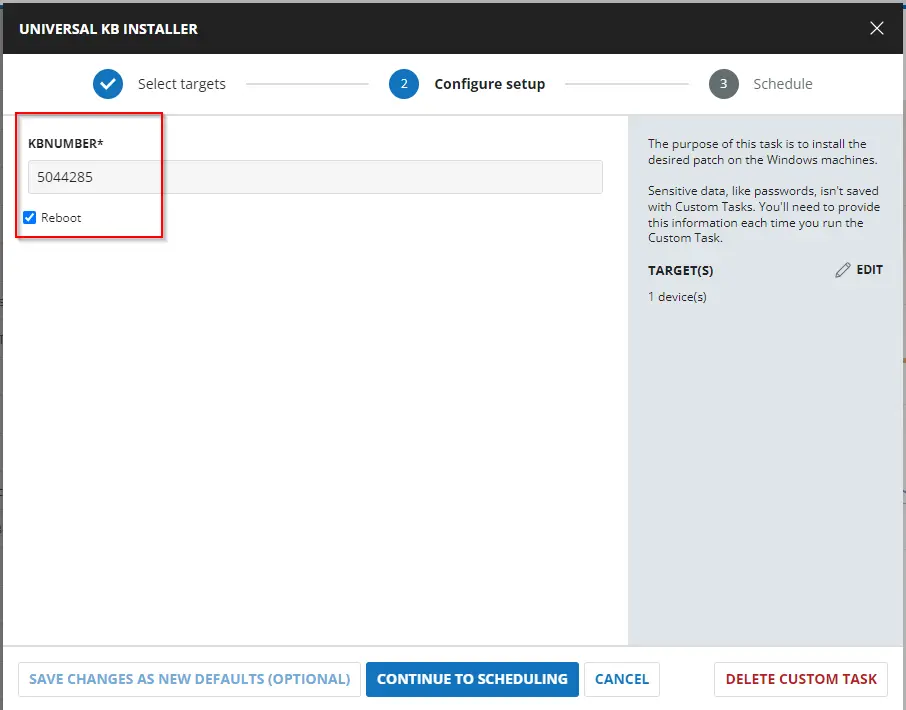 UNIVERSAL KB INSTALLER
Select targets
2
Configure setup
3
Schedule
KBNUMBER*
5044285
Reboot
The purpose of this task is to install the
desired patch on the Windows machines.
Sensitive data, like passwords, isn't saved
with Custom Tasks. You'll need to provide
this information each time you run the
Custom Task.
TARGET(S)
EDIT
1 device(s)
SAVE CHANGES AS NEW DEFAULTS (OPTIONAL)
CONTINUE TO SCHEDULING
CANCEL
DELETE CUSTOM TASK